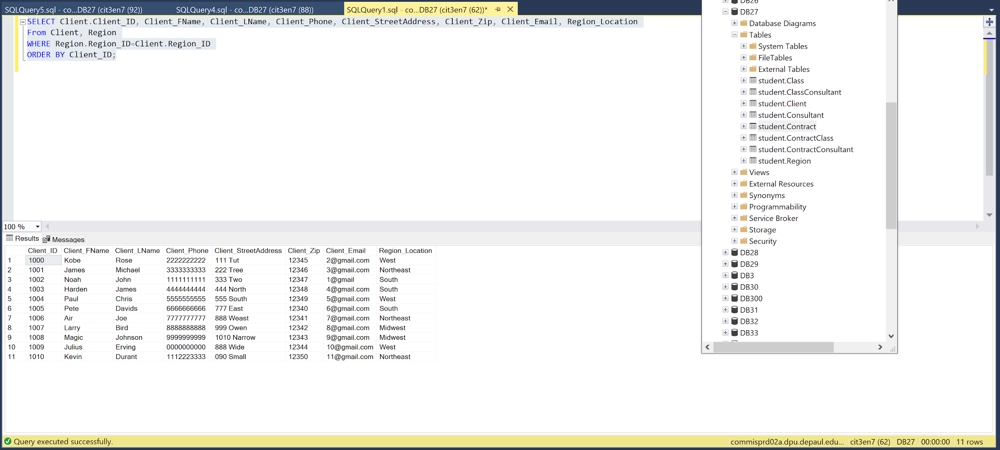 SQLQuery5.sql - co...DB27 (cit3en7 (92))
SQLQuery4.sql - co...DB27 (cit3en7 (88))
SQLQuery1.sql - co...DB27 (cit3en7 (62))*
SELECT Client.Client_ID, Client_FName, Client_LName, Client_Phone, Client_StreetAddress, Client_Zip, Client_Email, Region_Location
From Client, Region
WHERE Region.Region_ID=Client.Region_ID
ORDER BY Client_ID;
DB26
DB27
Database Diagrams
Tables
System Tables
FileTables
External Tables
student.Class
student.ClassConsultant
student.Client
student.Consultant
student.Contract
student.ContractClass
student.ContractConsultant
student.Region
Views
External Resources
Synonyms
Programmability
Service Broker
Storage
Security
DB28
DB29
DB3
DB30
DB300
DB31
DB32
DB33
100 %
Results Messages
Client_ID Client_FName Client_LName Client_Phone Client_StreetAddress Client_Zip Client_Email Region_Location
1 1000 Kobe Rose 2222222222 111 Tut 12345 2@gmail.com West
2 1001 James Michael 3333333333 222 Tree 12346 3@gmail.com Northeast
3 1002 Noah John 1111111111 333 Two 12347 1@gmail South
4 1003 Harden James 4444444444 444 North 12348 4@gmail.com South
5 1004 Paul Chris 5555555555 555 South 12349 5@gmail.com West
6 1005 Pete Davids 6666666666 777 East 12340 6@gmail.com South
7 1006 Air Joe 7777777777 888 Weast 12341 7@gmail.com Northeast
8 1007 Larry Bird 8888888888 999 Owen 12342 8@gmail.com Midwest
9 1008 Magic Johnson 9999999999 1010 Narrow 12343 9@gmail.com Midwest
10 1009 Julius Erving 0000000000 888 Wide 12344 10@gmail.com West
11 1010 Kevin Durant 1112223333 090 Small 12350 11@gmail.com Northeast
Query executed successfully.
commisprd02a.dpu.depaul.edu... cit3en7 (62) DB27 00:00:00 11 rows